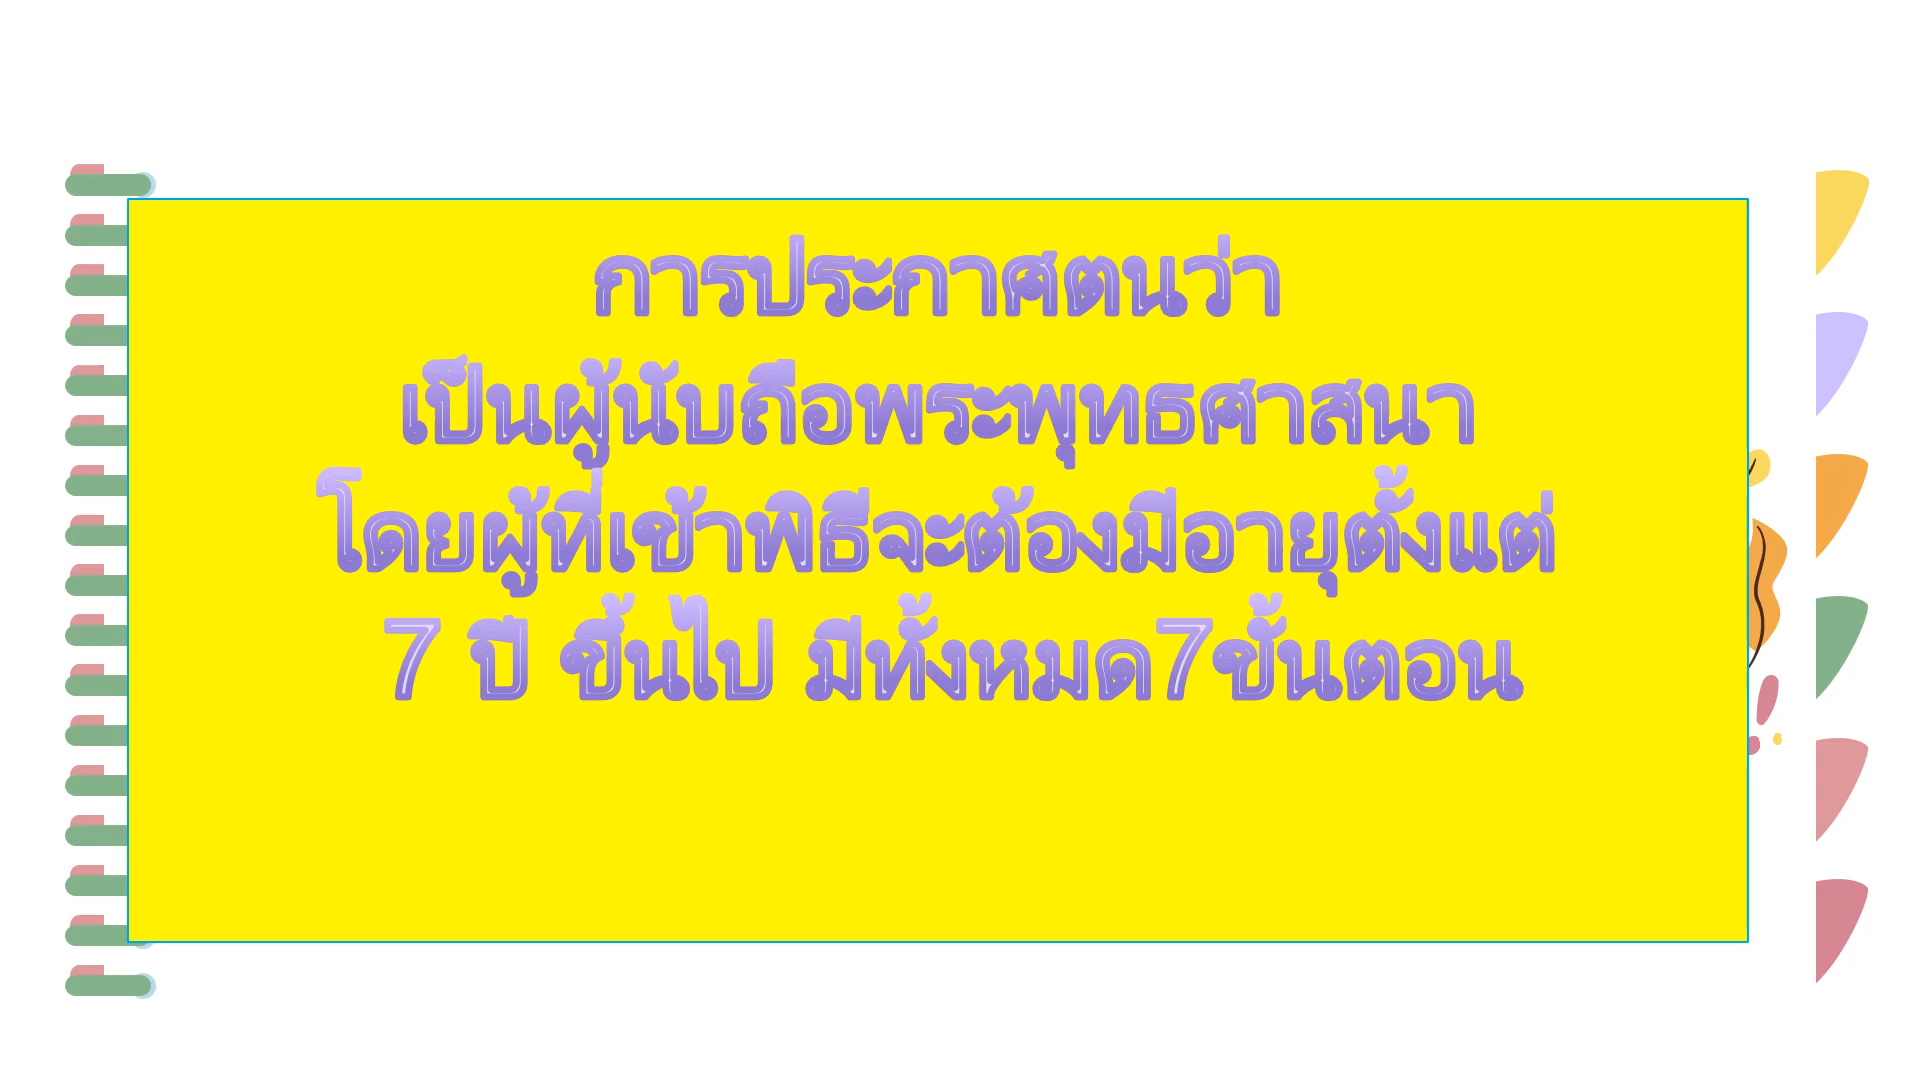 การประกาศตนว่า
เป็นผู้นับถือพระพุทธศาสนา
โดยผู้ที่เข้าพิธีจะต้องมีอายุตั้งแต่
7 ปี ขึ้นไป มีทั้งหมด7ขั้นตอน